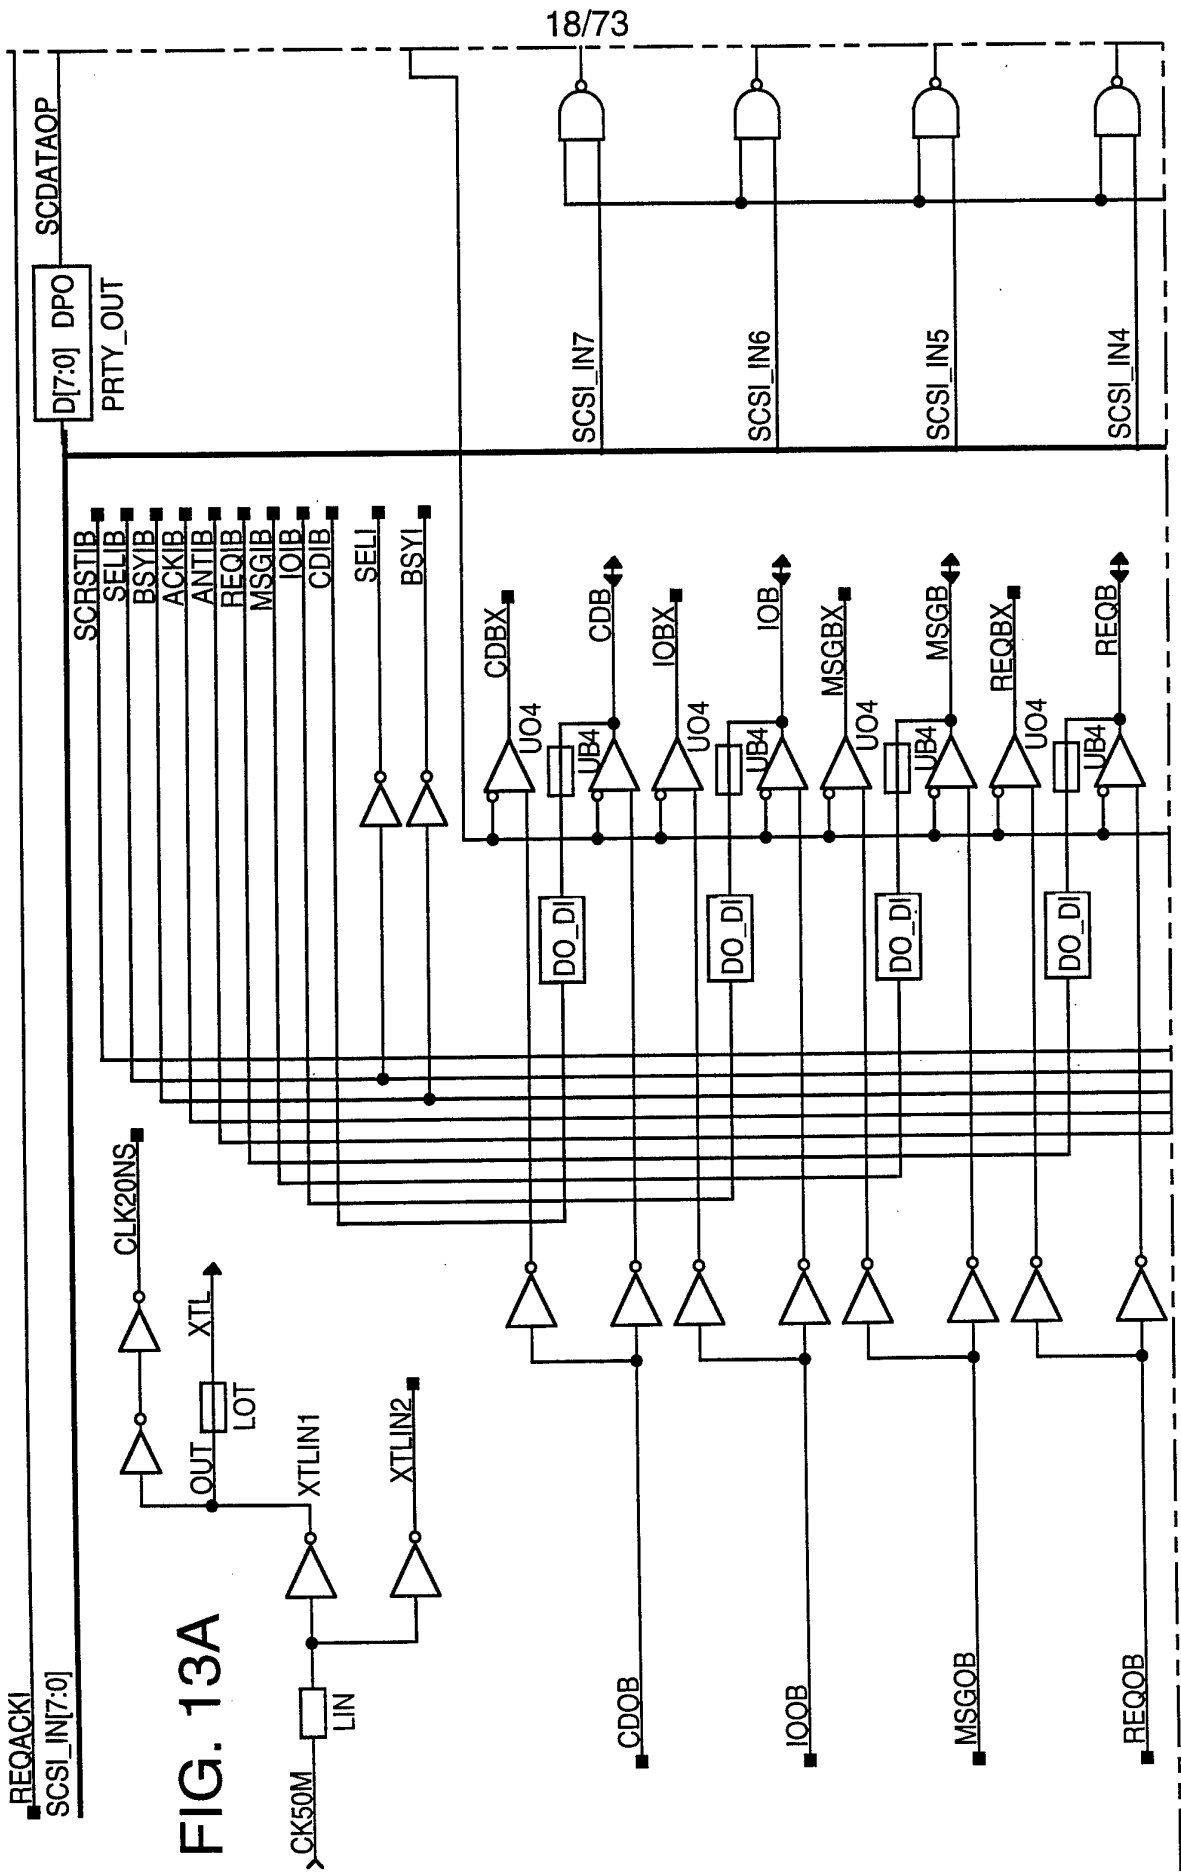 18/73
REQACKI
SCSI_IN[7:0]
D[7:0] DPO
PRTY_OUT
SCDATAOP
FIG. 13A
CK50M
LIN
XTLIN1
XTLIN2
OUT
LOT
XTL
CLK20NS
SCRSTIB
SELIB
BSYIB
ACKIB
ANTIB
REQIB
MSGIB
IOIB
CDIB
SELI
BSYI
CDOB
DO_DI
UO4
CDBX
UB4
CDB
IOOB
DO_DI
UO4
IOBX
UB4
IOB
MSGOB
DO_DI
UO4
MSGBX
UB4
MSGB
REQOB
DO_DI
UO4
REQBX
UB4
REQB
SCSI_IN7
SCSI_IN6
SCSI_IN5
SCSI_IN4